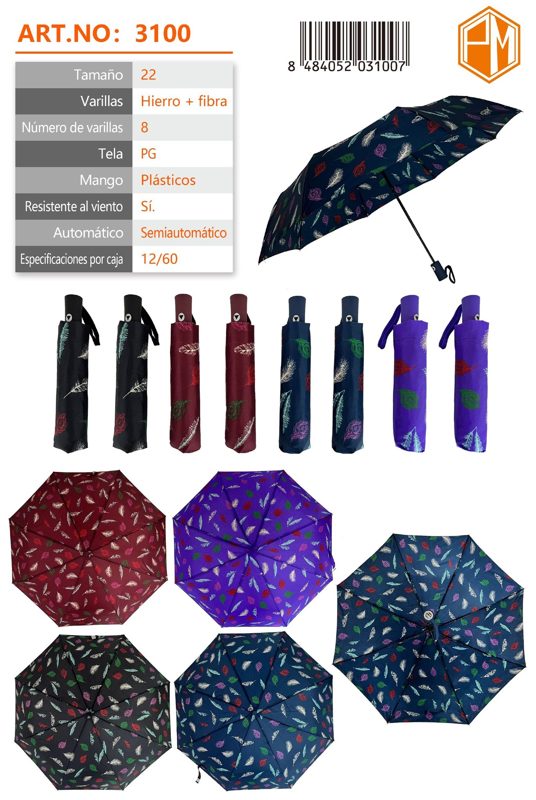 ART.NO: 3100
8 484052 031007
PM
Tamaño 22
Varillas Hierro + fibra
Número de varillas 8
Tela PG
Mango Plásticos
Resistente al viento Sí.
Automático Semiautomático
Especificaciones por caja 12/60